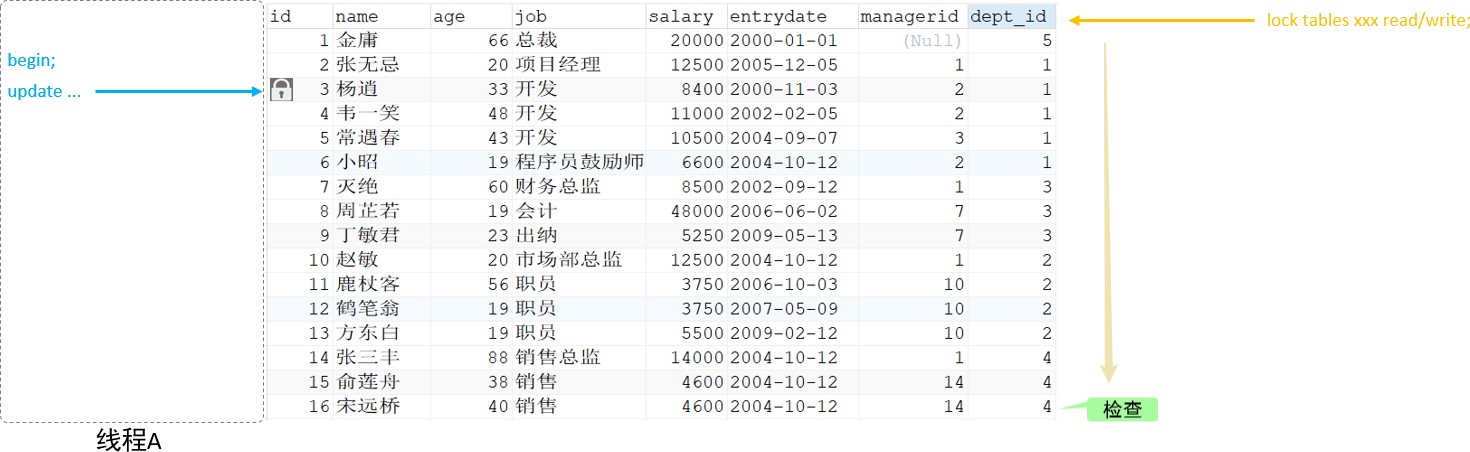 id name age job salary entrydate managerid dept_id
lock tables xxx read/write;
1 金庸 66 总裁 20000 2000-01-01 (Null) 5
begin;
2 张无忌 20 项目经理 12500 2005-12-05 1 1
update ...
3 杨逍 33 开发 8400 2000-11-03 2 1
4 韦一笑 48 开发 11000 2002-02-05 2 1
5 常遇春 43 开发 10500 2004-09-07 3 1
6 小昭 19 程序员鼓励师 6600 2004-10-12 2 1
7 灭绝 60 财务总监 8500 2002-09-12 1 3
8 周芷若 19 会计 48000 2006-06-02 7 3
9 丁敏君 23 出纳 5250 2009-05-13 7 3
10 赵敏 20 市场部总监 12500 2004-10-12 1 2
11 鹿杖客 56 职员 3750 2006-10-03 10 2
12 鹤笔翁 19 职员 3750 2007-05-09 10 2
13 方东白 19 职员 5500 2009-02-12 10 2
14 张三丰 88 销售总监 14000 2004-10-12 1 4
15 俞莲舟 38 销售 4600 2004-10-12 14 4
16 宋远桥 40 销售 4600 2004-10-12 14 4
检查
线程A